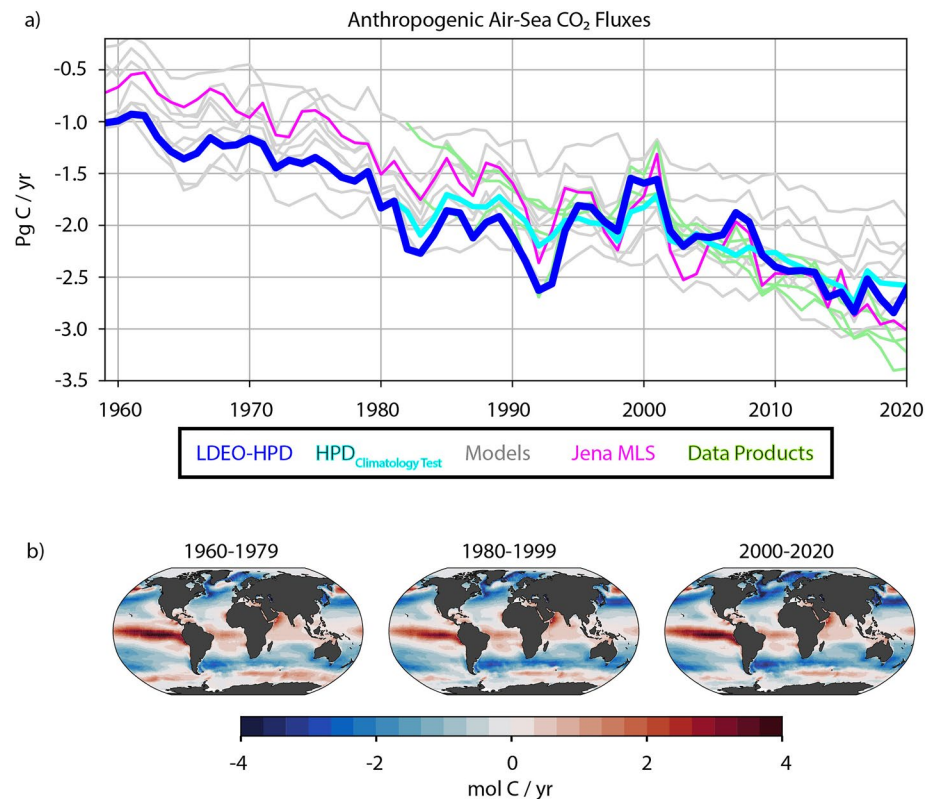 a)
Anthropogenic Air-Sea CO₂ Fluxes
Pg C / yr
-0.5
-1.0
-1.5
-2.0
-2.5
-3.0
-3.5
1960 1970 1980 1990 2000 2010 2020
LDEO-HPD HPD Climatology Test Models Jena MLS Data Products
b)
1960-1979 1980-1999 2000-2020
-4 -2 0 2 4
mol C / yr